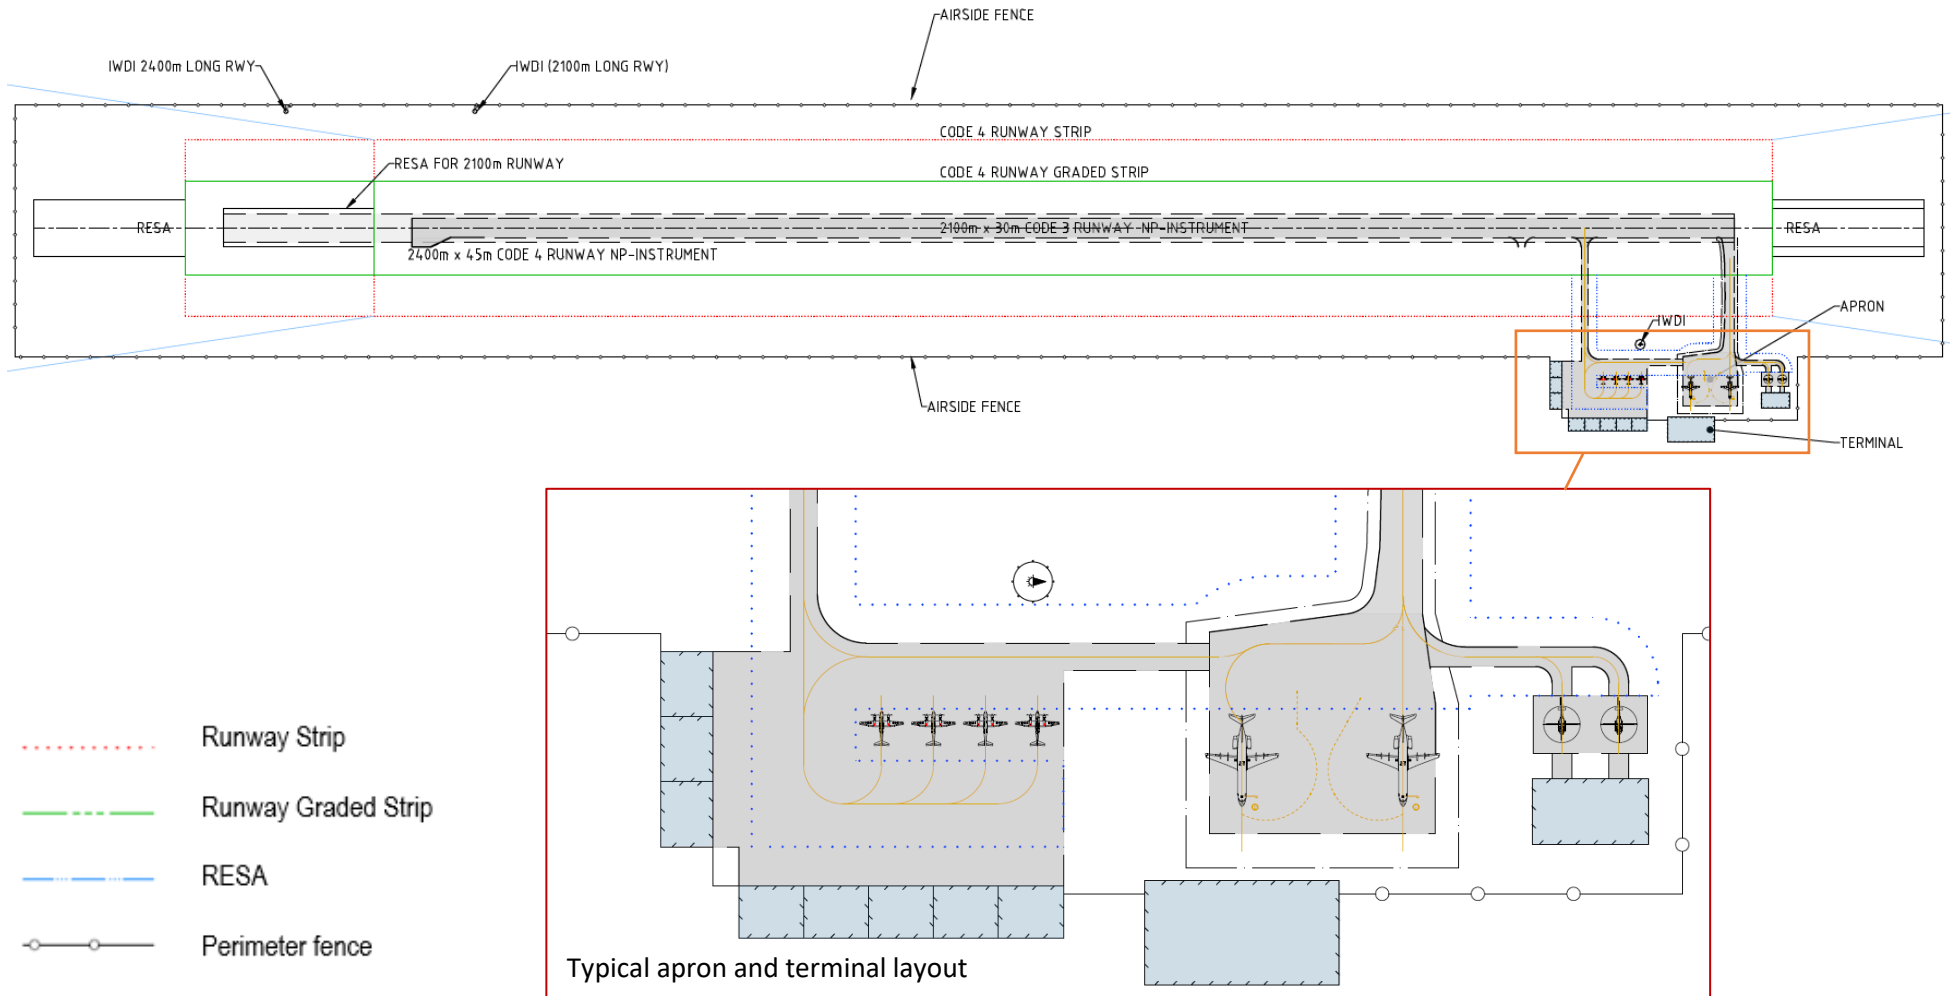 AIRSIDE FENCE
IWDI 2400m LONG RWY
IWDI (2100m LONG RWY)
CODE 4 RUNWAY STRIP
RESA FOR 2100m RUNWAY
CODE 4 RUNWAY GRADED STRIP
RESA
2100m x 30m CODE 3 RUNWAY NP-INSTRUMENT
RESA
2400m x 45m CODE 4 RUNWAY NP-INSTRUMENT
APRON
IWDI
AIRSIDE FENCE
TERMINAL
Runway Strip
Runway Graded Strip
RESA
Perimeter fence
Typical apron and terminal layout